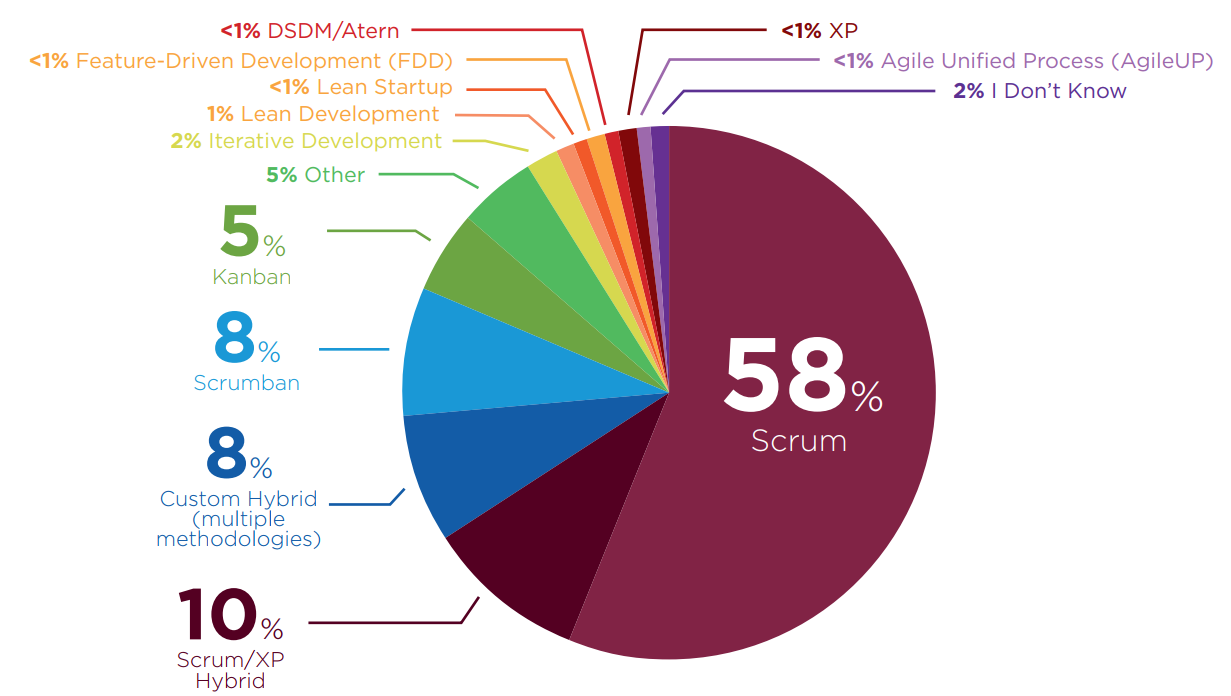 <1% DSDM/Atern
<1% XP
<1% Feature-Driven Development (FDD)
<1% Agile Unified Process (AgileUP)
<1% Lean Startup
2% I Don’t Know
1% Lean Development
2% Iterative Development
5% Other
5%
Kanban
8%
Scrumban
58%
Scrum
8%
Custom Hybrid
(multiple
methodologies)
10%
Scrum/XP
Hybrid